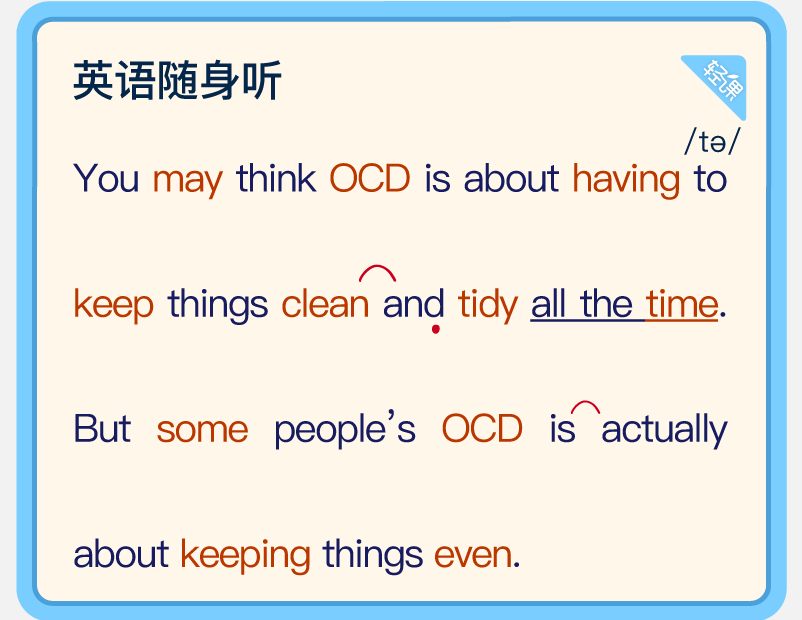 英语随身听
轻课
/tə/
You may think OCD is about having to
keep things clean and tidy all the time.
But some people’s OCD is actually
about keeping things even.